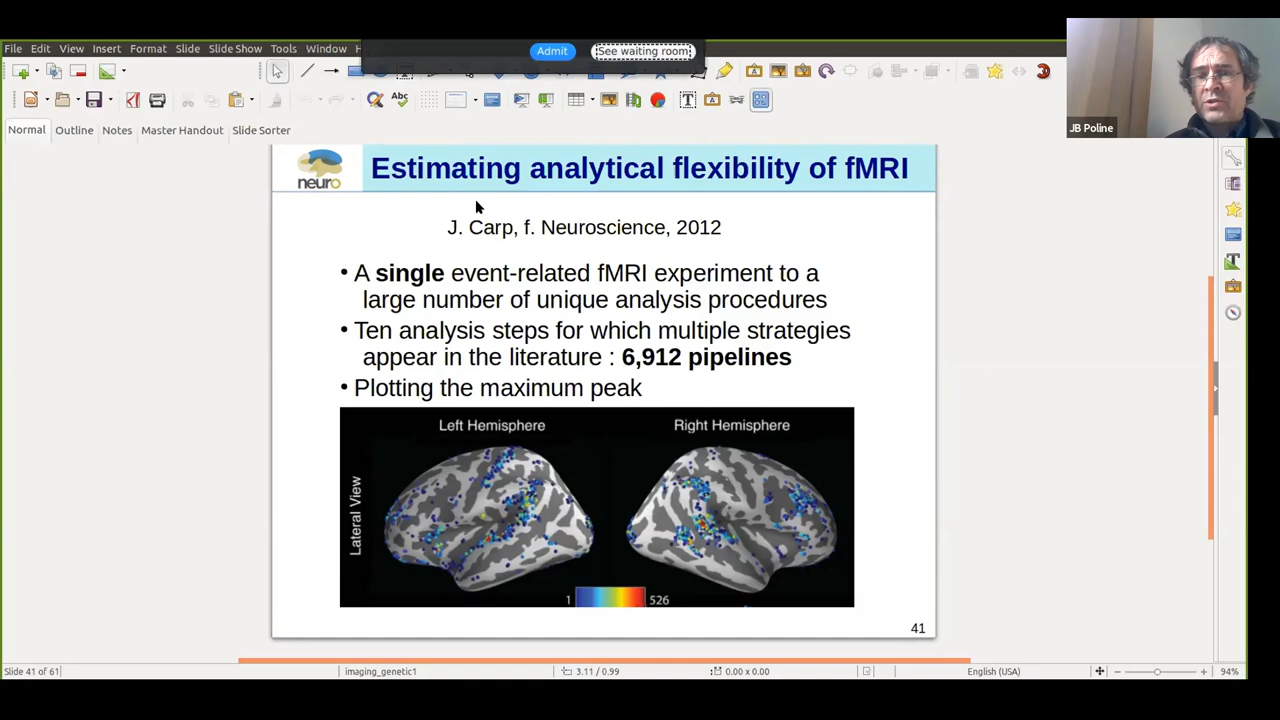 File Edit View Insert Format Slide Slide Show Tools Window
Admit
See waiting room
Abc
Normal Outline Notes Master Handout Slide Sorter
JB Poline
neuro
Estimating analytical flexibility of fMRI
J. Carp, f. Neuroscience, 2012
• A single event-related fMRI experiment to a
large number of unique analysis procedures
• Ten analysis steps for which multiple strategies
appear in the literature : 6,912 pipelines
• Plotting the maximum peak
Left Hemisphere Right Hemisphere
Lateral View
1 526
41
Slide 41 of 61 imaging_genetic1 3.11 / 0.99 0.00 x 0.00 English (USA) 94%